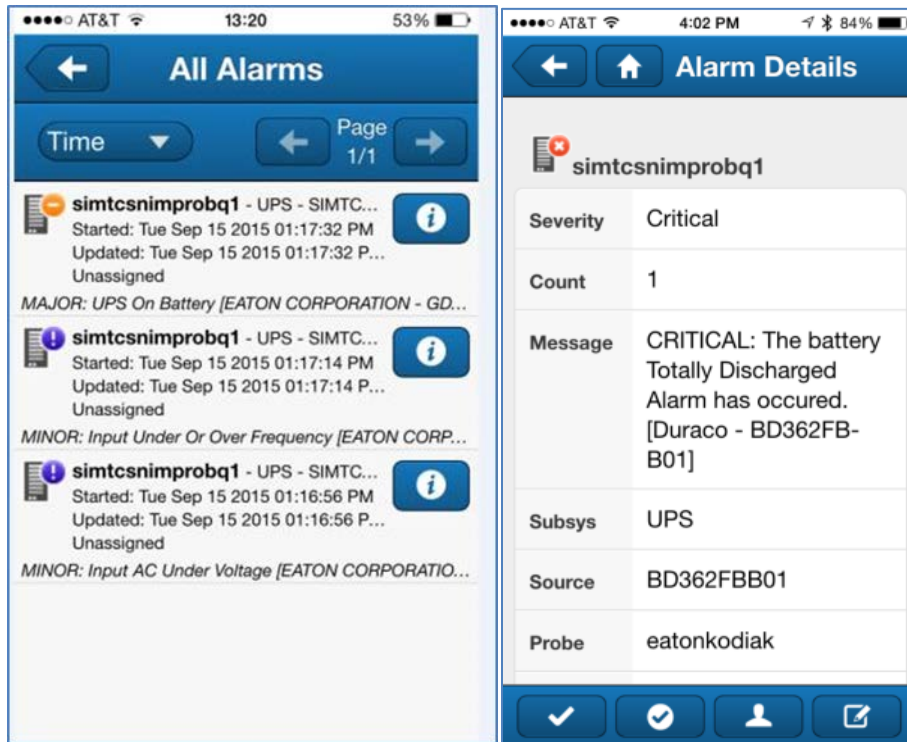 AT&T 13:20 53%
All Alarms
Time
Page
1/1
simtcsnimprobq1 - UPS - SIMTC...
Started: Tue Sep 15 2015 01:17:32 PM
Updated: Tue Sep 15 2015 01:17:32 P...
Unassigned
MAJOR: UPS On Battery [EATON CORPORATION - GD...
simtcsnimprobq1 - UPS - SIMTC...
Started: Tue Sep 15 2015 01:17:14 PM
Updated: Tue Sep 15 2015 01:17:14 P...
Unassigned
MINOR: Input Under Or Over Frequency [EATON CORP...
simtcsnimprobq1 - UPS - SIMTC...
Started: Tue Sep 15 2015 01:16:56 PM
Updated: Tue Sep 15 2015 01:16:56 P...
Unassigned
MINOR: Input AC Under Voltage [EATON CORPORATIO...
AT&T 4:02 PM 84%
Alarm Details
simtcsnimprobq1
Severity Critical
Count 1
Message CRITICAL: The battery
Totally Discharged
Alarm has occured.
[Duraco - BD362FB-
B01]
Subsys UPS
Source BD362FBB01
Probe eatonkodiak